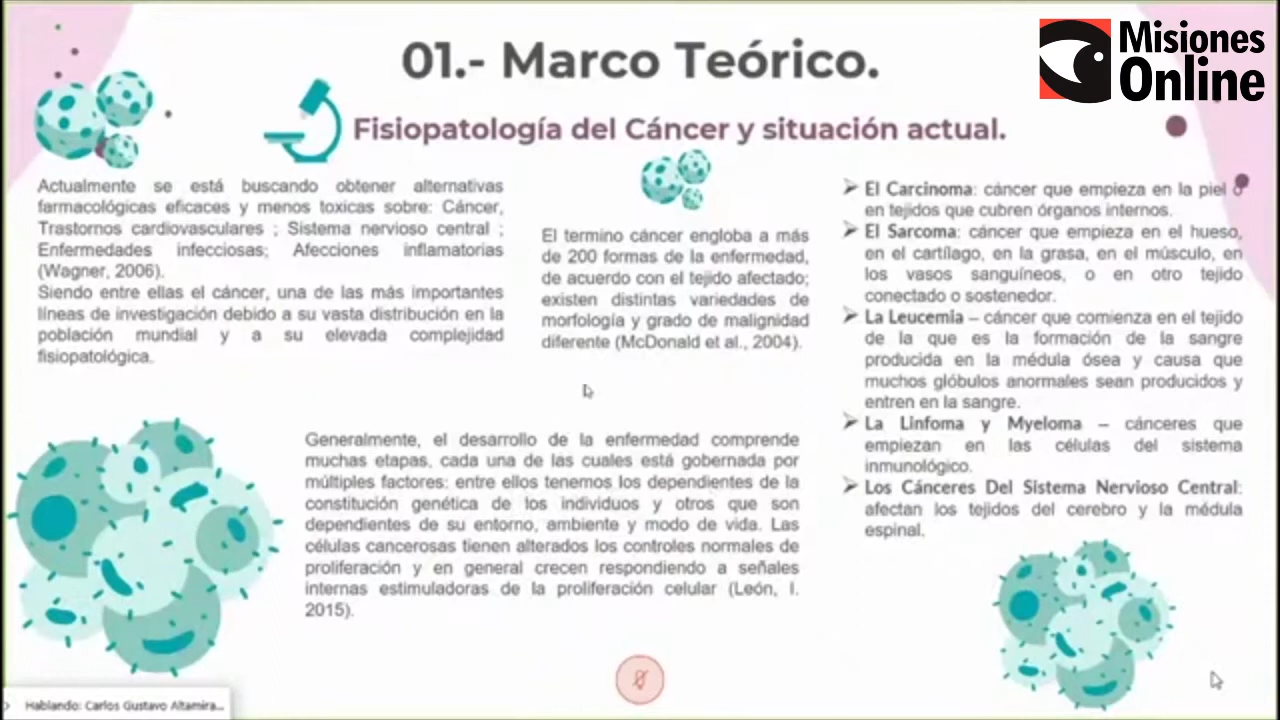 01.- Marco Teórico.
Misiones
Online
Fisiopatología del Cáncer y situación actual.
Actualmente se está buscando obtener alternativas
farmacológicas eficaces y menos toxicas sobre: Cáncer,
Trastornos cardiovasculares ; Sistema nervioso central ;
Enfermedades infecciosas; Afecciones inflamatorias
(Wagner, 2006).
Siendo entre ellas el cáncer, una de las más importantes
líneas de investigación debido a su vasta distribución en la
población mundial y a su elevada complejidad
fisiopatológica.
El termino cáncer engloba a más
de 200 formas de la enfermedad,
de acuerdo con el tejido afectado;
existen distintas variedades de
morfología y grado de malignidad
diferente (McDonald et al., 2004).
Generalmente, el desarrollo de la enfermedad comprende
muchas etapas, cada una de las cuales está gobernada por
múltiples factores: entre ellos tenemos los dependientes de la
constitución genética de los individuos y otros que son
dependientes de su entorno, ambiente y modo de vida. Las
células cancerosas tienen alterados los controles normales de
proliferación y en general crecen respondiendo a señales
internas estimuladoras de la proliferación celular (León, I.
2015).
➢ El Carcinoma: cáncer que empieza en la piel o
en tejidos que cubren órganos internos.
➢ El Sarcoma: cáncer que empieza en el hueso,
en el cartílago, en la grasa, en el músculo, en
los vasos sanguíneos, o en otro tejido
conectado o sostenedor.
➢ La Leucemia – cáncer que comienza en el tejido
de la que es la formación de la sangre
producida en la médula ósea y causa que
muchos glóbulos anormales sean producidos y
entren en la sangre.
➢ La Linfoma y Myeloma – cánceres que
empiezan en las células del sistema
inmunológico.
➢ Los Cánceres Del Sistema Nervioso Central:
afectan los tejidos del cerebro y la médula
espinal.
Hablando: Carlos Gustavo Altamira...